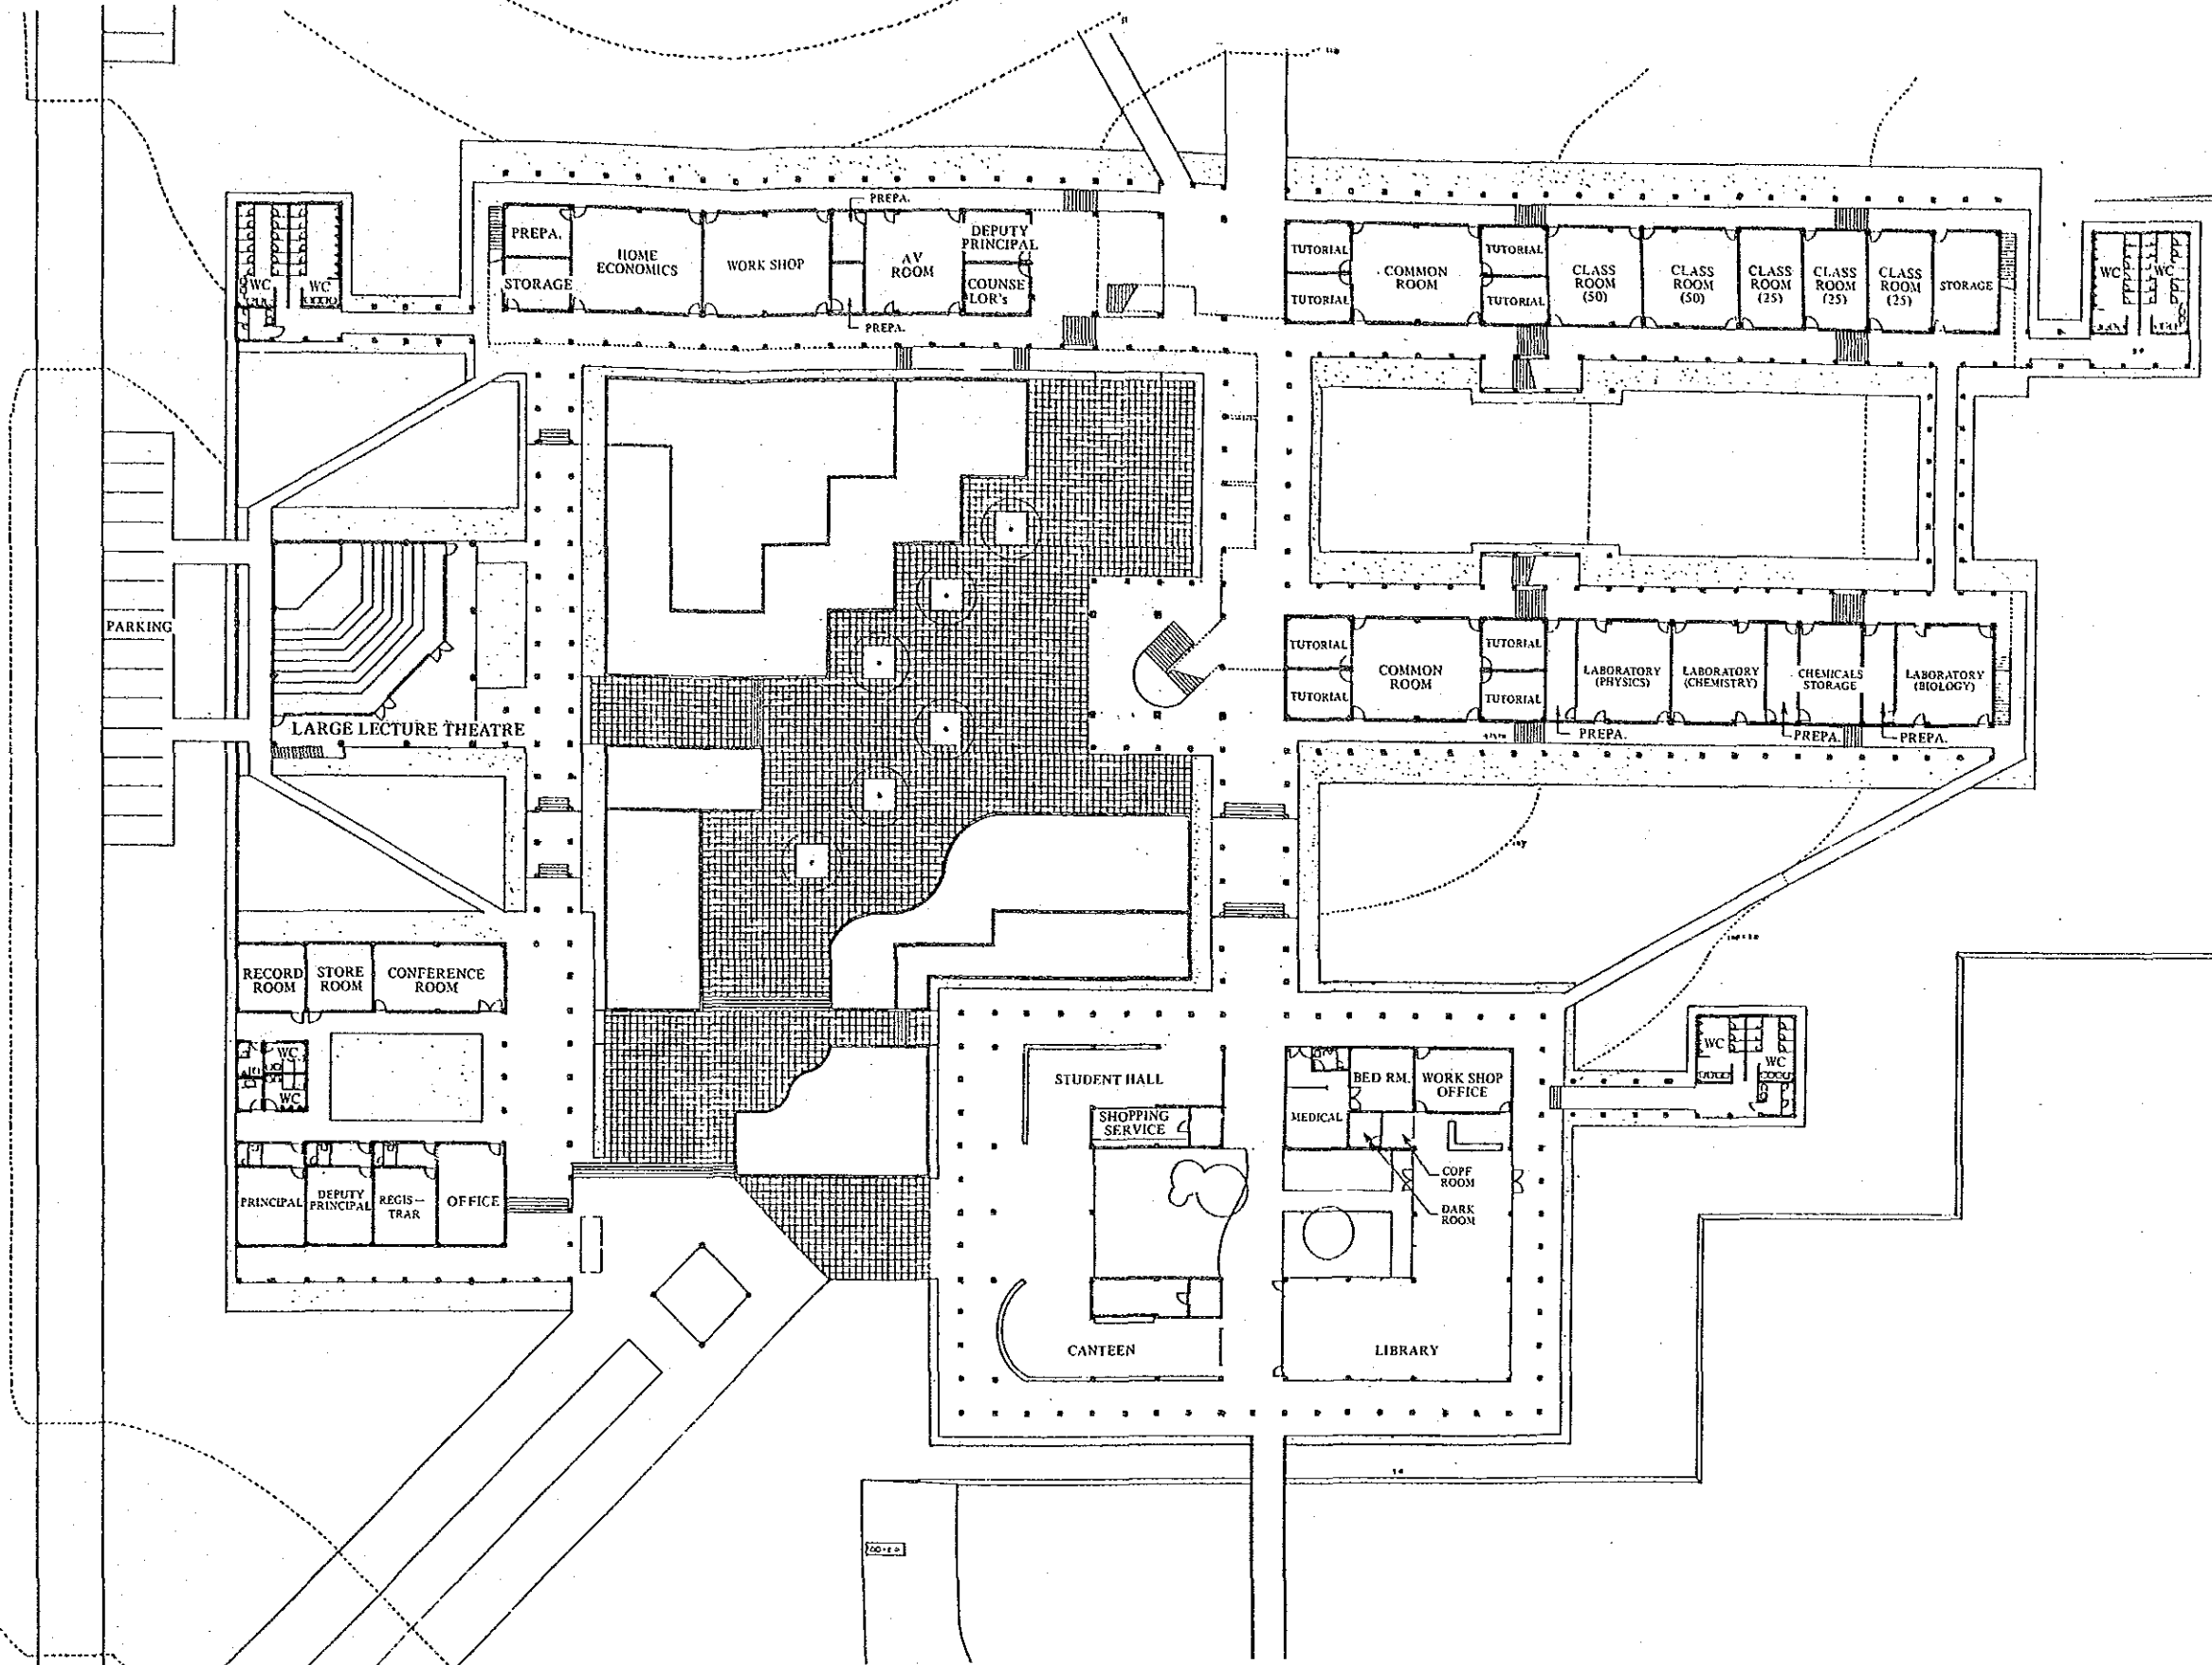 PREPA.
PREPA.
STORAGE
HOME
ECONOMICS
WORK SHOP
PREPA.
AV
ROOM
DEPUTY
PRINCIPAL
COUNSE
LOR's
WC
WC
TUTORIAL
TUTORIAL
COMMON
ROOM
TUTORIAL
TUTORIAL
CLASS
ROOM
(50)
CLASS
ROOM
(50)
CLASS
ROOM
(25)
CLASS
ROOM
(25)
CLASS
ROOM
(25)
STORAGE
WC
WC
PARKING
LARGE LECTURE THEATRE
TUTORIAL
TUTORIAL
COMMON
ROOM
TUTORIAL
TUTORIAL
LABORATORY
(PHYSICS)
LABORATORY
(CHEMISTRY)
CHEMICALS
STORAGE
LABORATORY
(BIOLOGY)
PREPA.
PREPA.
PREPA.
107
RECORD
ROOM
STORE
ROOM
CONFERENCE
ROOM
WC
WC
PRINCIPAL
DEPUTY
PRINCIPAL
REGIS—
TRAR
OFFICE
STUDENT HALL
SHOPPING
SERVICE
CANTEEN
BED RM.
WORK SHOP
OFFICE
MEDICAL
COPF
ROOM
DARK
ROOM
LIBRARY
WC
WC